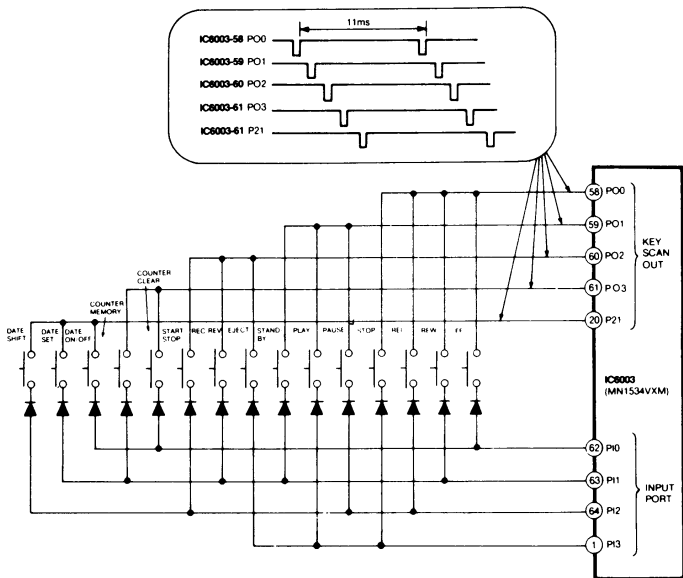 11ms
IC6003-58 PO0
IC6003-59 PO1
IC6003-60 PO2
IC6003-61 PO3
IC6003-61 P21
58 PO0
59 PO1
60 PO2
61 PO3
20 P21
KEY
SCAN
OUT
COUNTER
CLEAR
COUNTER
MEMORY
DATE
SHIFT
DATE
SET
DATE
ON-OFF
START
STOP
REC REV
EJECT
STAND
BY
PLAY
PAUSE
STOP
REW
FF
IC6003
(MN1534VXM)
62 PI0
63 PI1
64 PI2
1 PI3
INPUT
PORT